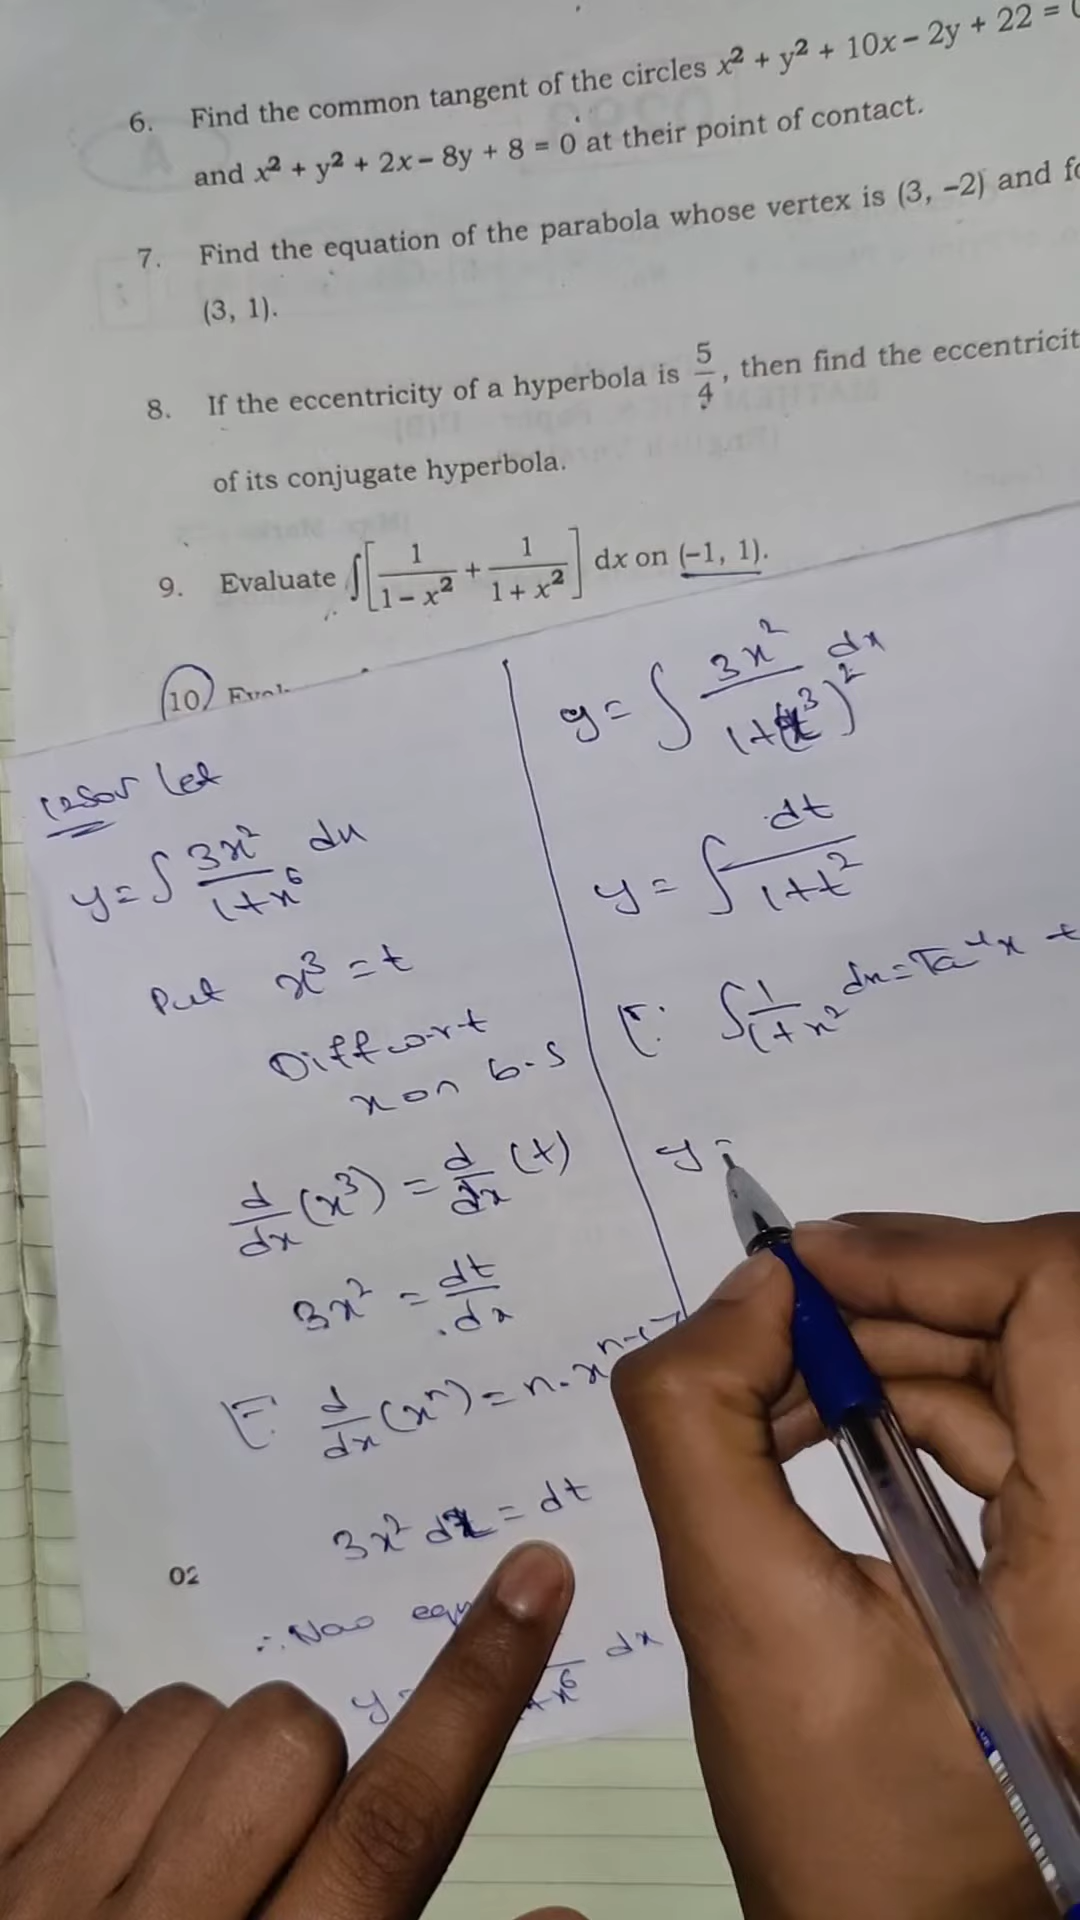 6. Find the common tangent of the circles x² + y² + 10x – 2y + 22 =
and x² + y² + 2x – 8y + 8 = 0 at their point of contact.
7. Find the equation of the parabola whose vertex is (3, –2) and
(3, 1).
8. If the eccentricity of a hyperbola is 5/4, then find the
of its conjugate hyperbola.
9. Evaluate ∫[1/(1 – x²) + 1/(1 + x²)] dx on (–1, 1).
10)
Let
y = ∫ 3x²/(1+x⁶) dx
Put x³ = t
Diff w.r.t
x on b.s
d/dx (x³) = d/dx (t)
3x² = dt/dx
d/dx (xⁿ) = n.xⁿ⁻¹
3x² dx = dt
02
∴ Now
y = +x⁶ dx
y = ∫ 3x²/(1+(x³)²) dx
y = ∫ dt/(1+t²)
∫ 1/(1+x²) dx = Tan⁻¹x +
y =